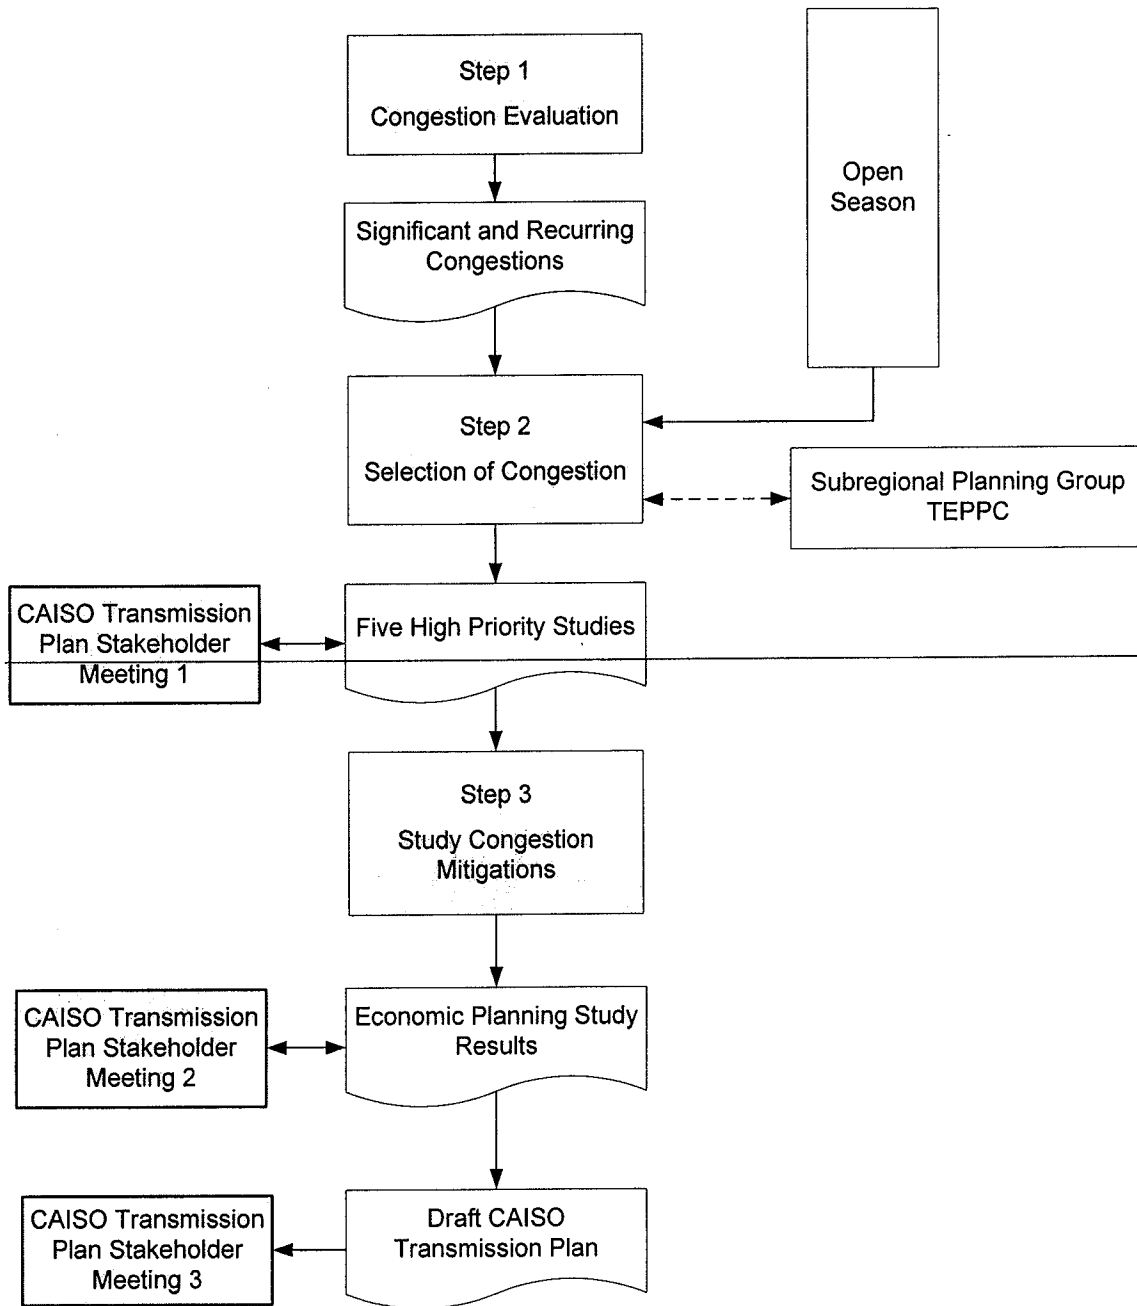 Step 1
Congestion Evaluation
Open
Season
Significant and Recurring
Congestions
Step 2
Selection of Congestion
Subregional Planning Group
TEPPC
CAISO Transmission
Plan Stakeholder
Meeting 1
Five High Priority Studies
Step 3
Study Congestion
Mitigations
CAISO Transmission
Plan Stakeholder
Meeting 2
Economic Planning Study
Results
CAISO Transmission
Plan Stakeholder
Meeting 3
Draft CAISO
Transmission Plan